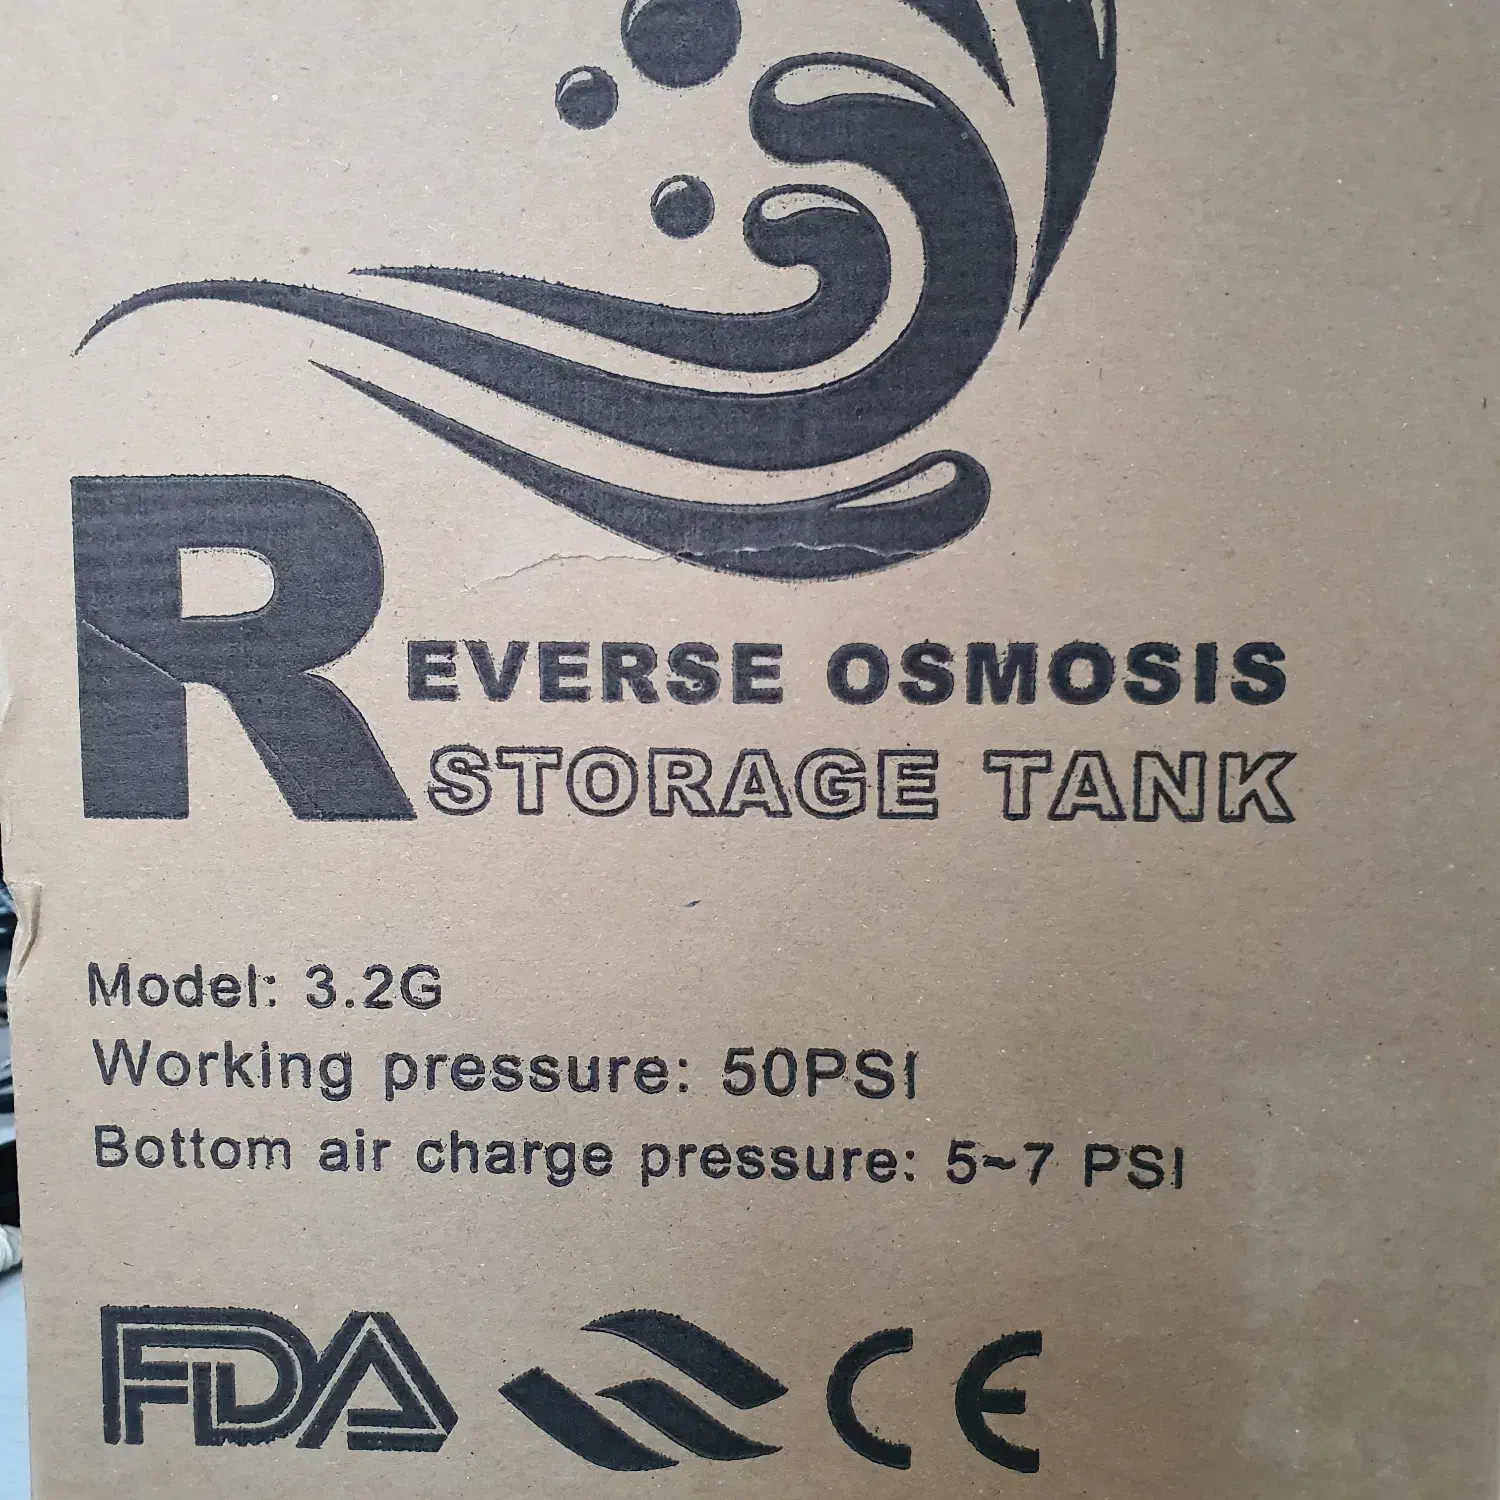 REVERSE OSMOSIS
STORAGE TANK
Model: 3.2G
Working pressure: 50PSI
Bottom air charge pressure: 5~7 PSI
FDA CE